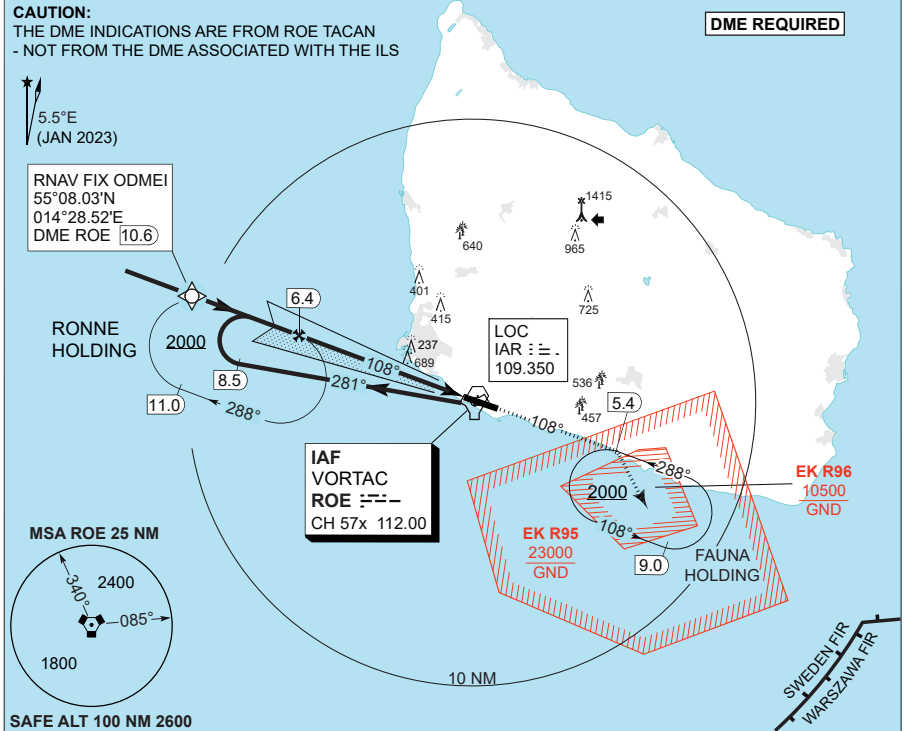 CAUTION:
THE DME INDICATIONS ARE FROM ROE TACAN
- NOT FROM THE DME ASSOCIATED WITH THE ILS
DME REQUIRED
5.5°E
(JAN 2023)
RNAV FIX ODMEI
55°08.03'N
014°28.52'E
DME ROE 10.6
1415
965
640
401
415
725
237
689
6.4
RONNE
HOLDING
2000
8.5
11.0
108°
281°
288°
LOC
IAR
109.350
536
457
108°
5.4
IAF
VORTAC
ROE
CH 57x 112.00
288°
2000
108°
9.0
EK R96
10500
GND
EK R95
23000
GND
FAUNA
HOLDING
MSA ROE 25 NM
340°
2400
085°
1800
10 NM
SWEDEN FIR
WARSZAWA FIR
SAFE ALT 100 NM 2600